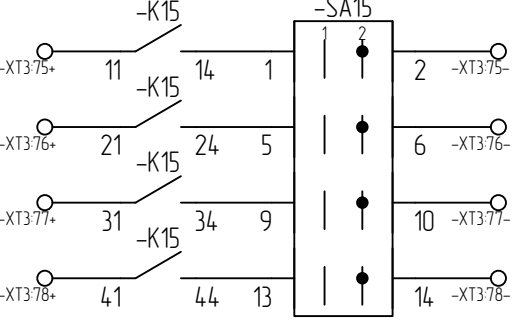 -K15 -SA15
1 2
-XT3:75+ 11 14 1 2 -XT3:75-
-K15
-XT3:76+ 21 24 5 6 -XT3:76-
-K15
-XT3:77+ 31 34 9 10 -XT3:77-
-K15
-XT3:78+ 41 44 13 14 -XT3:78-